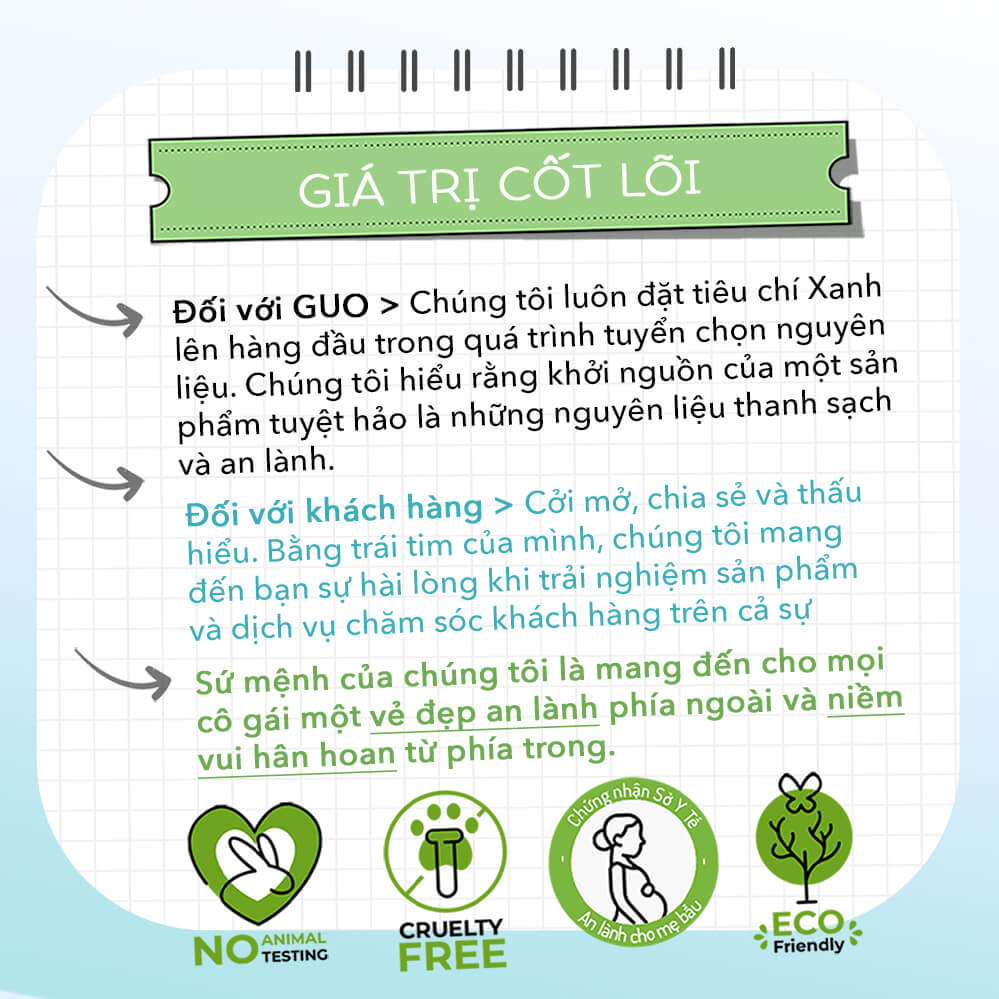 GIÁ TRỊ CỐT LÕI
Đối với GUO > Chúng tôi luôn đặt tiêu chí Xanh
lên hàng đầu trong quá trình tuyển chọn nguyên
liệu. Chúng tôi hiểu rằng khởi nguồn của một sản
phẩm tuyệt hảo là những nguyên liệu thanh sạch
và an lành.
Đối với khách hàng > Cởi mở, chia sẻ và thấu
hiểu. Bằng trái tim của mình, chúng tôi mang
đến bạn sự hài lòng khi trải nghiệm sản phẩm
và dịch vụ chăm sóc khách hàng trên cả sự
Sứ mệnh của chúng tôi là mang đến cho mọi
cô gái một vẻ đẹp an lành phía ngoài và niềm
vui hân hoan từ phía trong.
NO ANIMAL
TESTING
CRUELTY
FREE
Chứng nhận Sở Y Tế
An lành cho mẹ bầu
ECO
Friendly